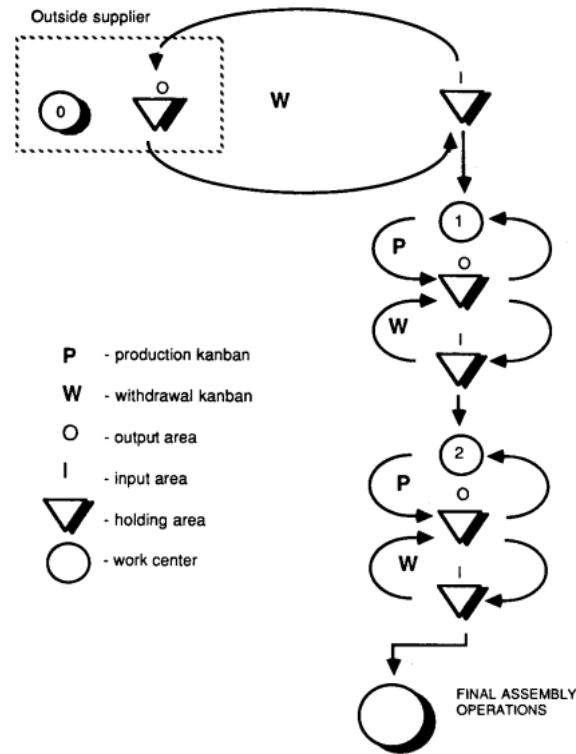 Outside supplier
O
I
0
W
1
P
O
W
I
P - production kanban
W - withdrawal kanban
O - output area
I - input area
- holding area
- work center
2
P
O
W
I
FINAL ASSEMBLY
OPERATIONS